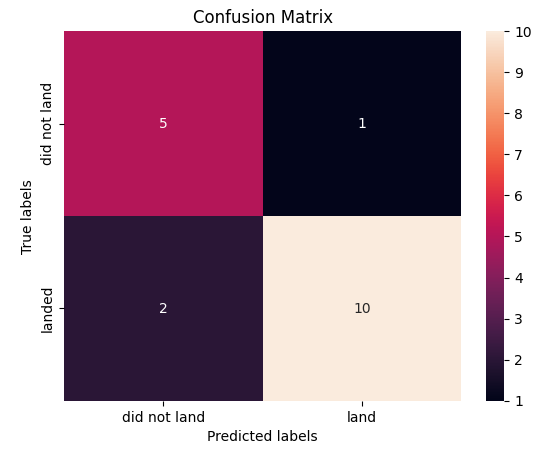 Confusion Matrix
True labels
did not land
landed
5
1
2
10
did not land
land
Predicted labels
10
9
8
7
6
5
4
3
2
1